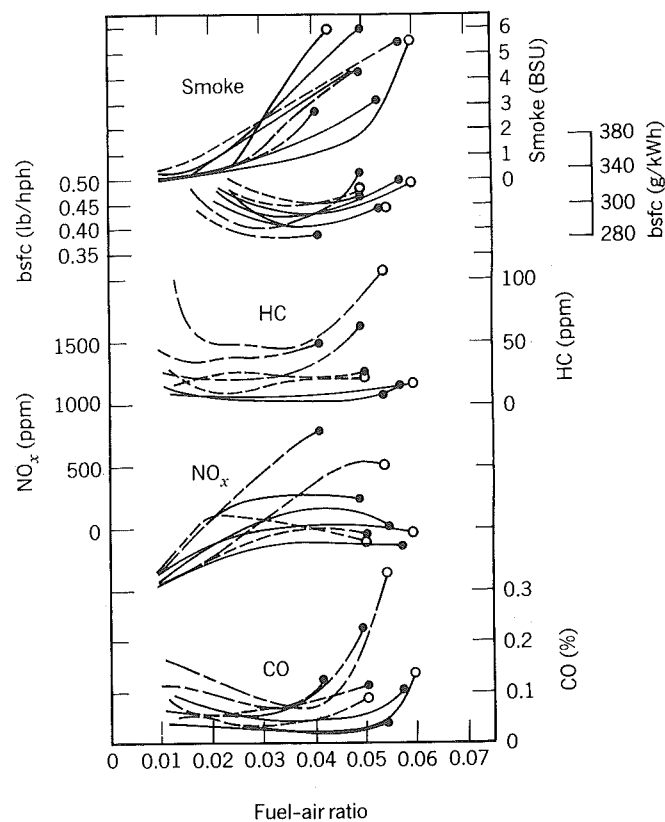 Smoke
6
5
4
3
2
1
0
Smoke (BSU)
380
340
300
280
bsfc (g/kWh)
0.50
0.45
0.40
0.35
bsfc (lb/hph)
HC
100
50
0
HC (ppm)
1500
1000
500
0
NOₓ (ppm)
NOₓ
CO
0.3
0.2
0.1
0
CO (%)
0 0.01 0.02 0.03 0.04 0.05 0.06 0.07
Fuel–air ratio